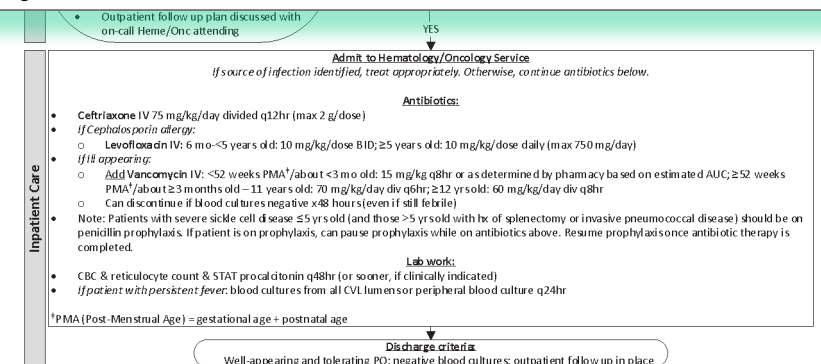 • Outpatient follow up plan discussed with
on-call Heme/Onc attending
YES
Inpatient Care
Admit to Hematology/Oncology Service
If source of infection identified, treat appropriately. Otherwise, continue antibiotics below.
Antibiotics:
• Ceftriaxone IV 75 mg/kg/day divided q12hr (max 2 g/dose)
• If Cephalosporin allergy:
o Levofloxacin IV: 6 mo-<5 years old: 10 mg/kg/dose BID; ≥5 years old: 10 mg/kg/dose daily (max 750 mg/day)
• If ill appearing:
o Add Vancomycin IV: <52 weeks PMA†/about <3 mo old: 15 mg/kg q8hr or as determined by pharmacy based on estimated AUC; ≥52 weeks
PMA†/about ≥3 months old – 11 years old: 70 mg/kg/day div q6hr; ≥12 yrs old: 60 mg/kg/day div q8hr
o Can discontinue if blood cultures negative x48 hours (even if still febrile)
• Note: Patients with severe sickle cell disease ≤5 yrs old (and those >5 yrs old with hx of splenectomy or invasive pneumococcal disease) should be on
penicillin prophylaxis. If patient is on prophylaxis, can pause prophylaxis while on antibiotics above. Resume prophylaxis once antibiotic therapy is
completed.
Lab work:
• CBC & reticulocyte count & STAT procalcitonin q48hr (or sooner, if clinically indicated)
• If patient with persistent fever: blood cultures from all CVL lumens or peripheral blood culture q24hr
‡PMA (Post-Menstrual Age) = gestational age + postnatal age
Discharge criteria:
Well-appearing and tolerating PO; negative blood cultures; outpatient follow up in place